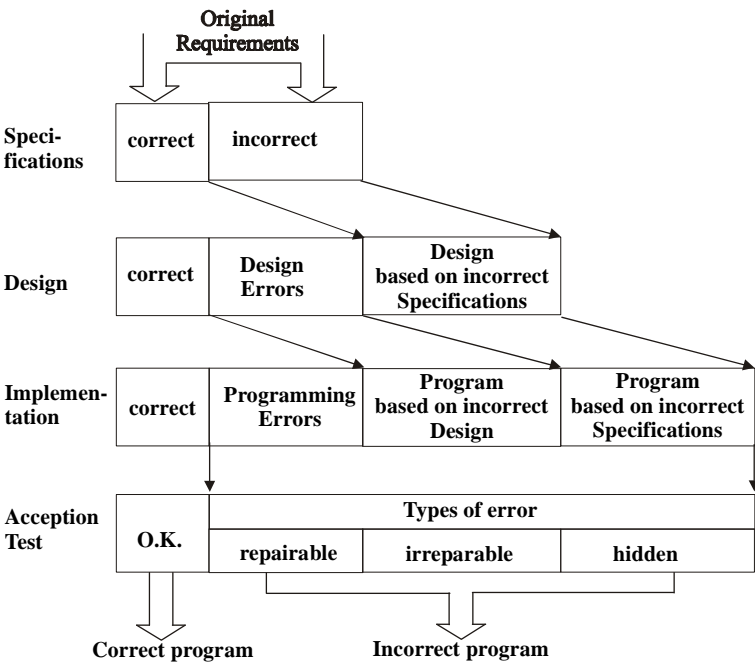 Original
Requirements
Speci-
fications
correct
incorrect
Design
correct
Design
Errors
Design
based on incorrect
Specifications
Implemen-
tation
correct
Programming
Errors
Program
based on incorrect
Design
Program
based on incorrect
Specifications
Acception
Test
O.K.
Types of error
repairable
irreparable
hidden
Correct program
Incorrect program